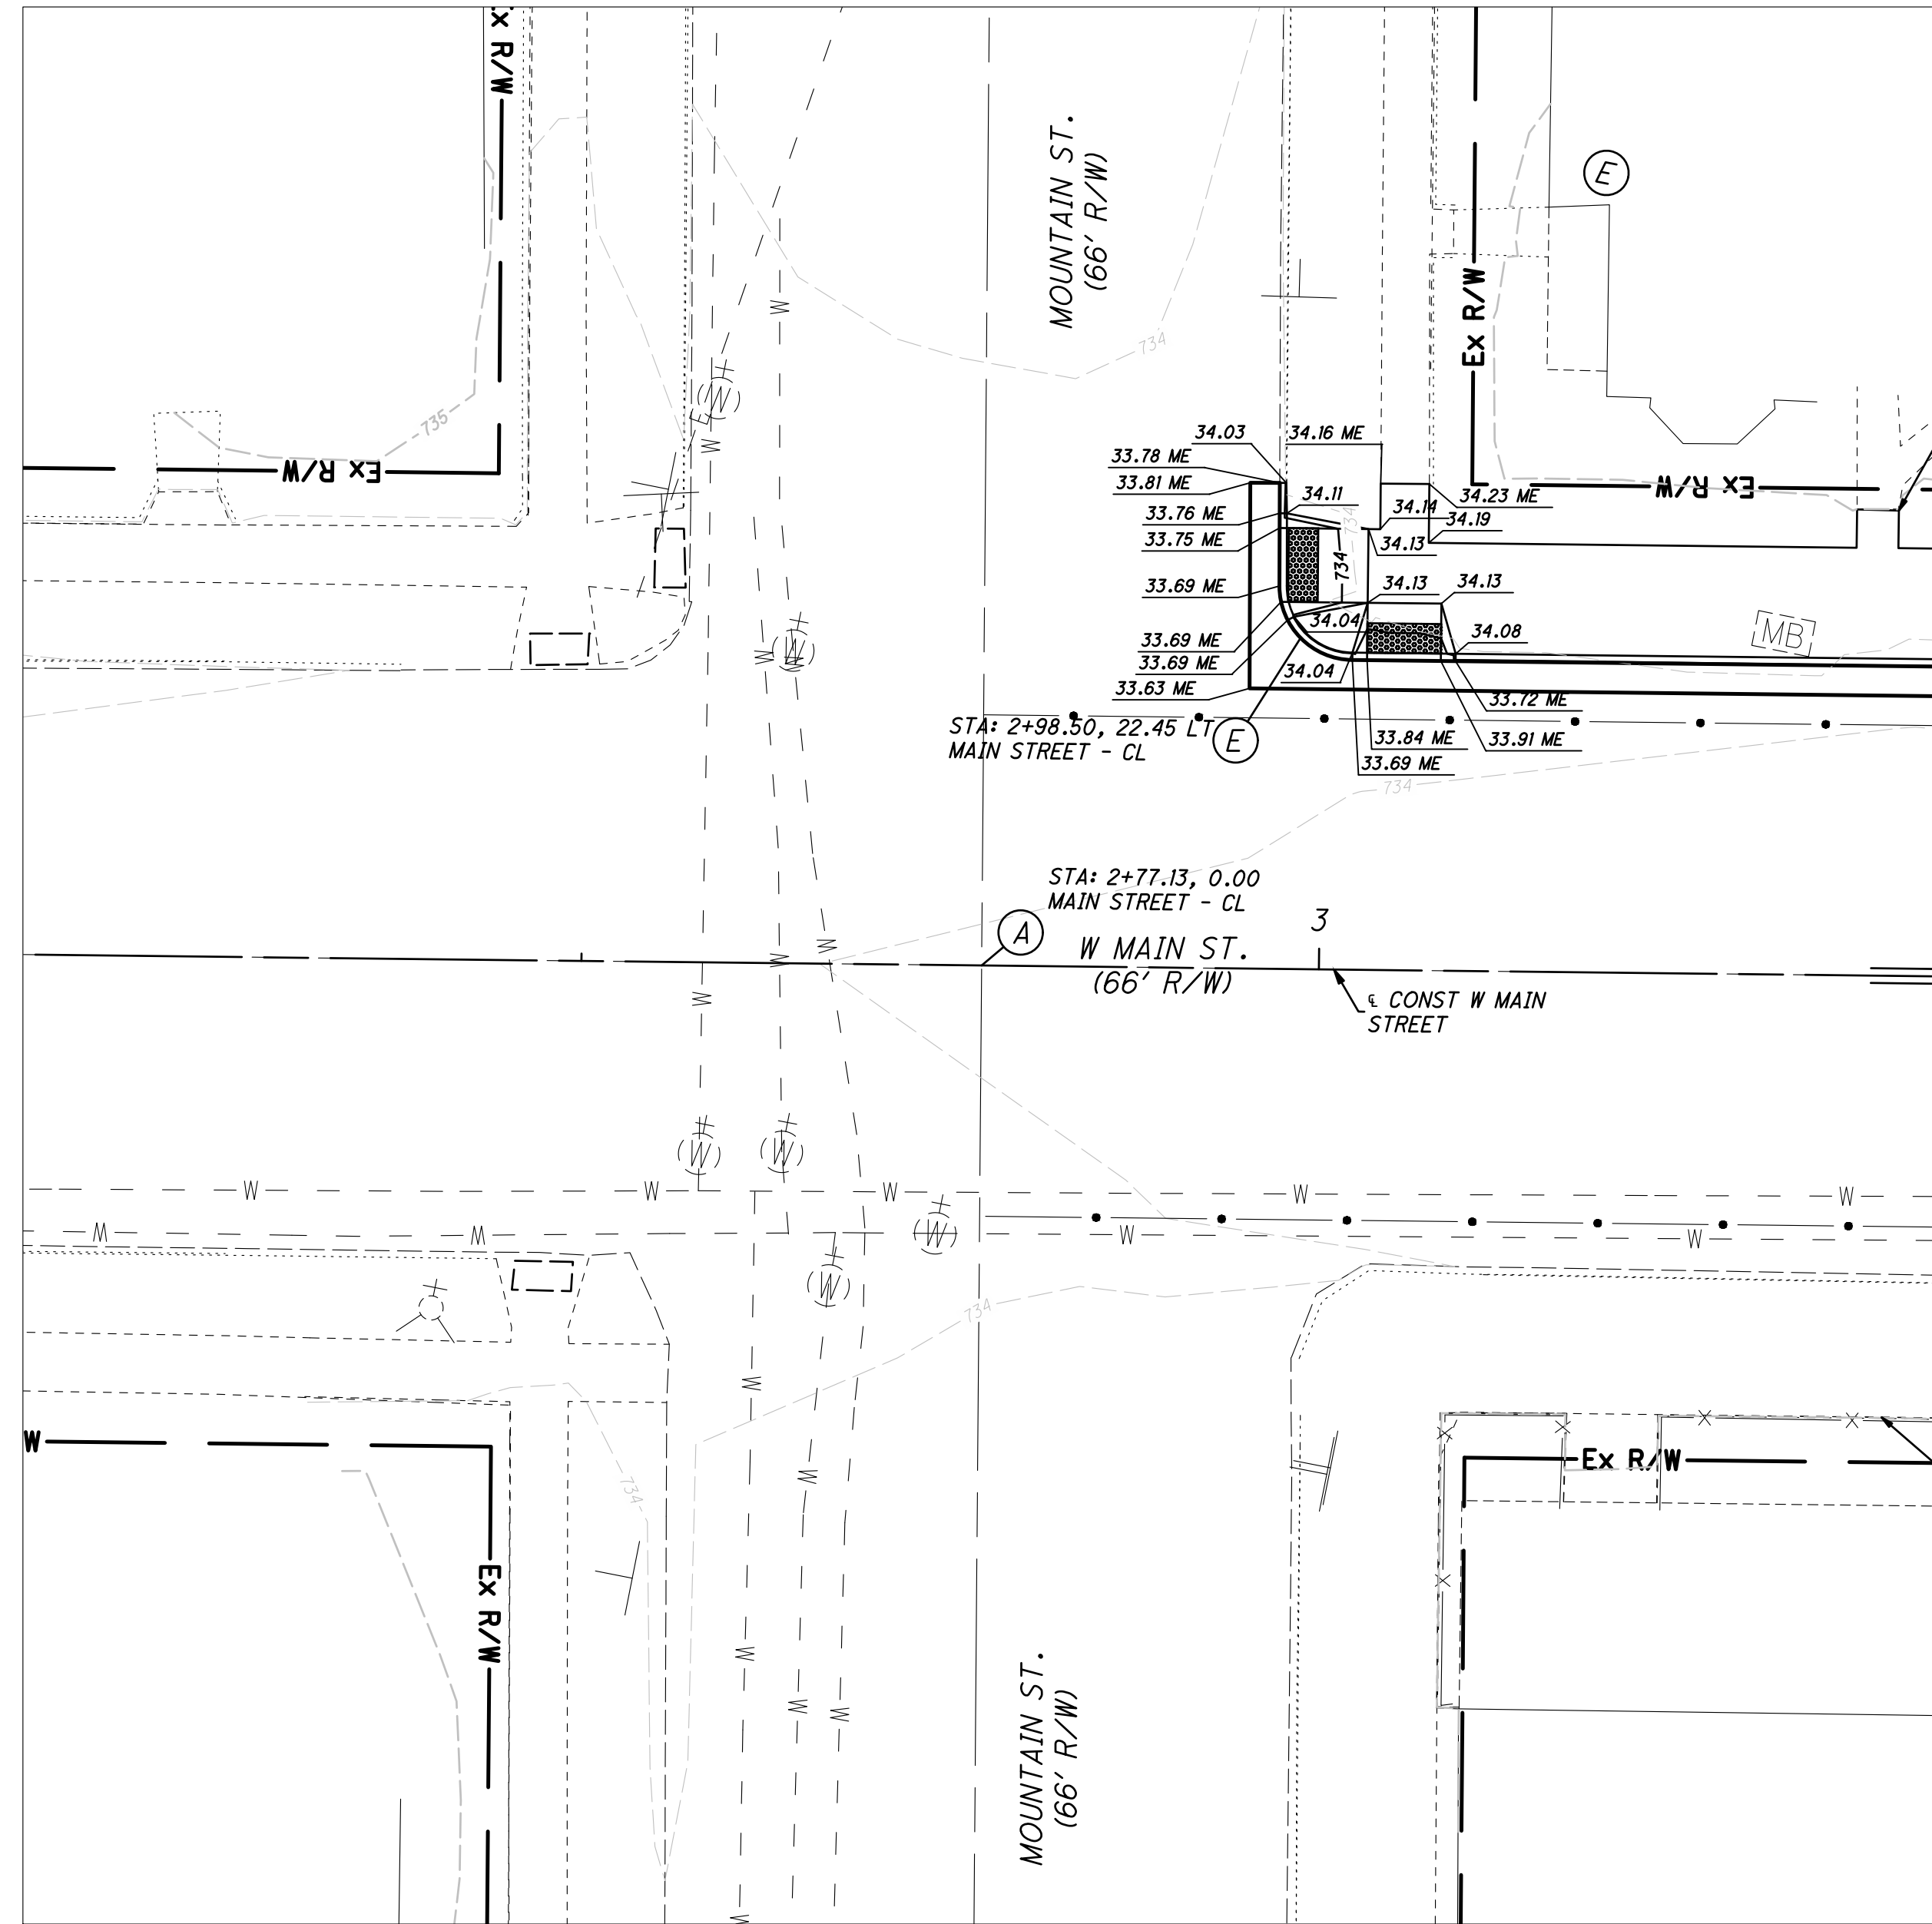 Ex R/W
MOUNTAIN ST.
(66' R/W)
E
Ex R/W
734
735
W
W
W
Ex R/W
34.03
34.16 ME
33.78 ME
33.81 ME
34.11
34.23 ME
Ex R/W
33.76 ME
34.14
34.19
33.75 ME
34.13
734
734
33.69 ME
34.13
34.13
34.04
34.08
MB
33.69 ME
33.69 ME
34.04
33.63 ME
33.72 ME
W
W
W
STA: 2+98.50, 22.45 LT
MAIN STREET - CL
E
33.84 ME
33.91 ME
33.69 ME
734
STA: 2+77.13, 0.00
MAIN STREET - CL
A
3
W MAIN ST.
(66' R/W)
W
W
W
℄ CONST W MAIN
STREET
W
W
W
W
W
W
W
W
W
W
W
W
W
W
734
W
W
W
Ex R/W
734
Ex R/W
MOUNTAIN ST.
(66' R/W)
W
W
W
W